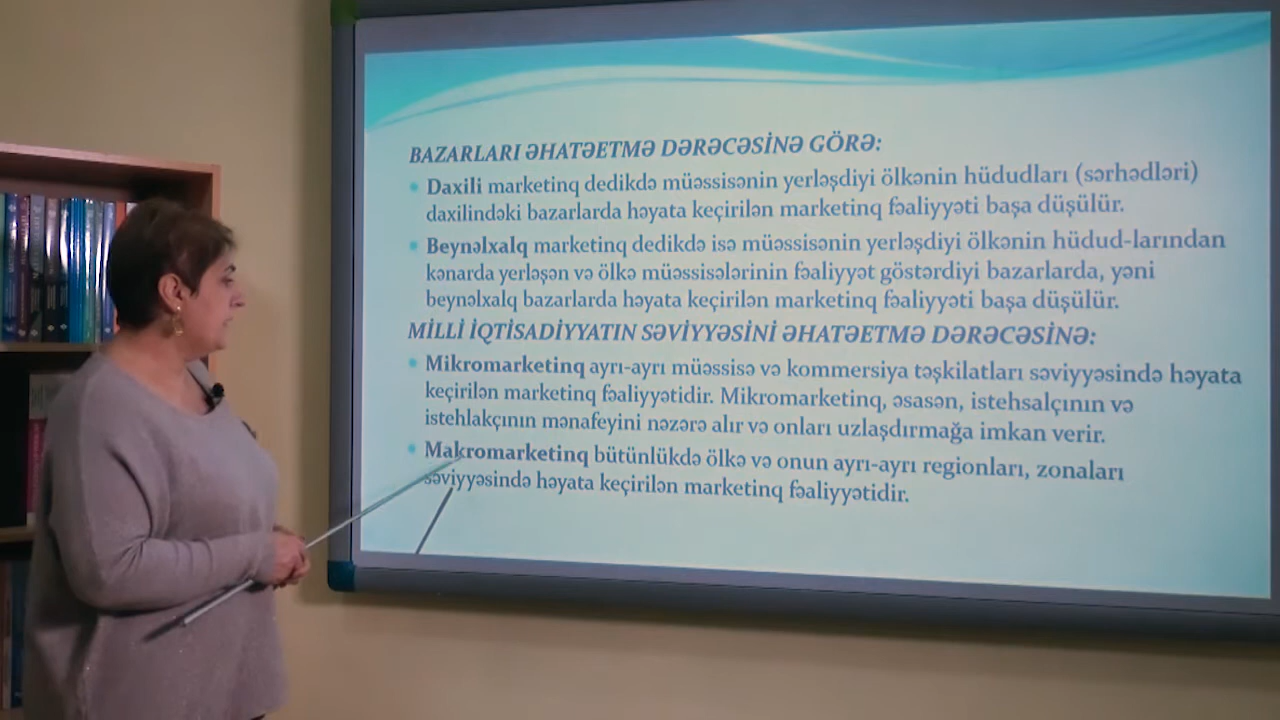 BAZARLARI ƏHATƏETMƏ DƏRƏCƏSİNƏ GÖRƏ:
Daxili marketinq dedikdə müəssisənin yerləşdiyi ölkənin hüdudları (sərhədləri)
daxilindəki bazarlarda həyata keçirilən marketinq fəaliyyəti başa düşülür.
Beynəlxalq marketinq dedikdə isə müəssisənin yerləşdiyi ölkənin hüdud-larından
kənarda yerləşən və ölkə müəssisələrinin fəaliyyət göstərdiyi bazarlarda, yəni
beynəlxalq bazarlarda həyata keçirilən marketinq fəaliyyəti başa düşülür.
MİLLİ İQTİSADİYYATIN SƏVİYYƏSİNİ ƏHATƏETMƏ DƏRƏCƏSİNƏ:
Mikromarketinq ayrı-ayrı müəssisə və kommersiya təşkilatları səviyyəsində həyata
keçirilən marketinq fəaliyyətidir. Mikromarketinq, əsasən, istehsalçının və
istehlakçının mənafeyini nəzərə alır və onları uzlaşdırmağa imkan verir.
Makromarketinq bütünlükdə ölkə və onun ayrı-ayrı regionları, zonaları
səviyyəsində həyata keçirilən marketinq fəaliyyətidir.